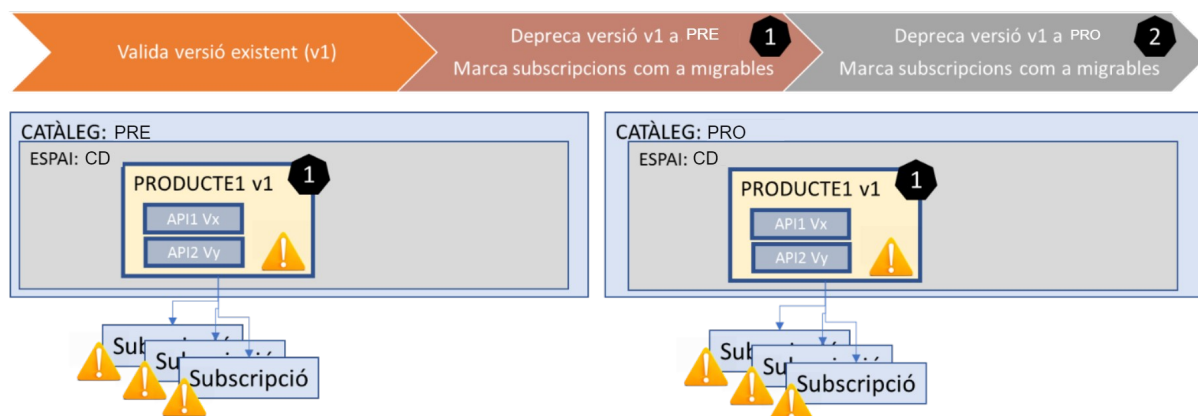 Valida versió existent (v1)
Depreca versió v1 a PRE
Marca subscripcions com a migrables
1
Depreca versió v1 a PRO
Marca subscripcions com a migrables
2
CATÀLEG: PRE
ESPAI: CD
PRODUCTE1 v1
1
API1 Vx
API2 Vy
Subscripció
CATÀLEG: PRO
ESPAI: CD
PRODUCTE1 v1
1
API1 Vx
API2 Vy
Subscripció